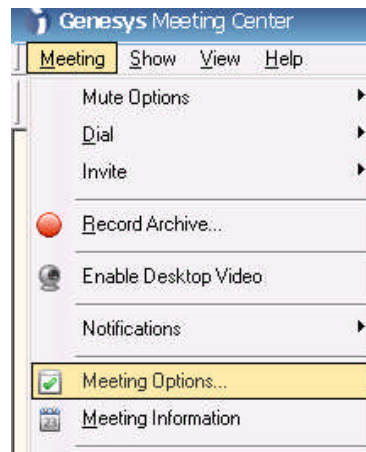 Genesys Meeting Center
Meeting Show View Help
Mute Options
Dial
Invite
Record Archive...
Enable Desktop Video
Notifications
Meeting Options...
23 Meeting Information